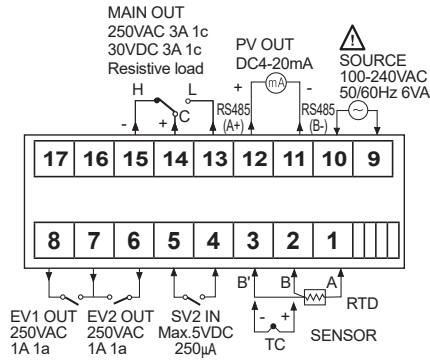 MAIN OUT
250VAC 3A 1c
30VDC 3A 1c
Resistive load
PV OUT
DC4-20mA
SOURCE
100-240VAC
50/60Hz 6VA
H
L
C
- +
+ mA -
RS485
(A+)
RS485
(B-)
17 16 15 14 13 12 11 10 9
8 7 6 5 4 3 2 1
B' B A
RTD
EV1 OUT
250VAC
1A 1a
EV2 OUT
250VAC
1A 1a
SV2 IN
Max.5VDC
250µA
- +
TC
SENSOR